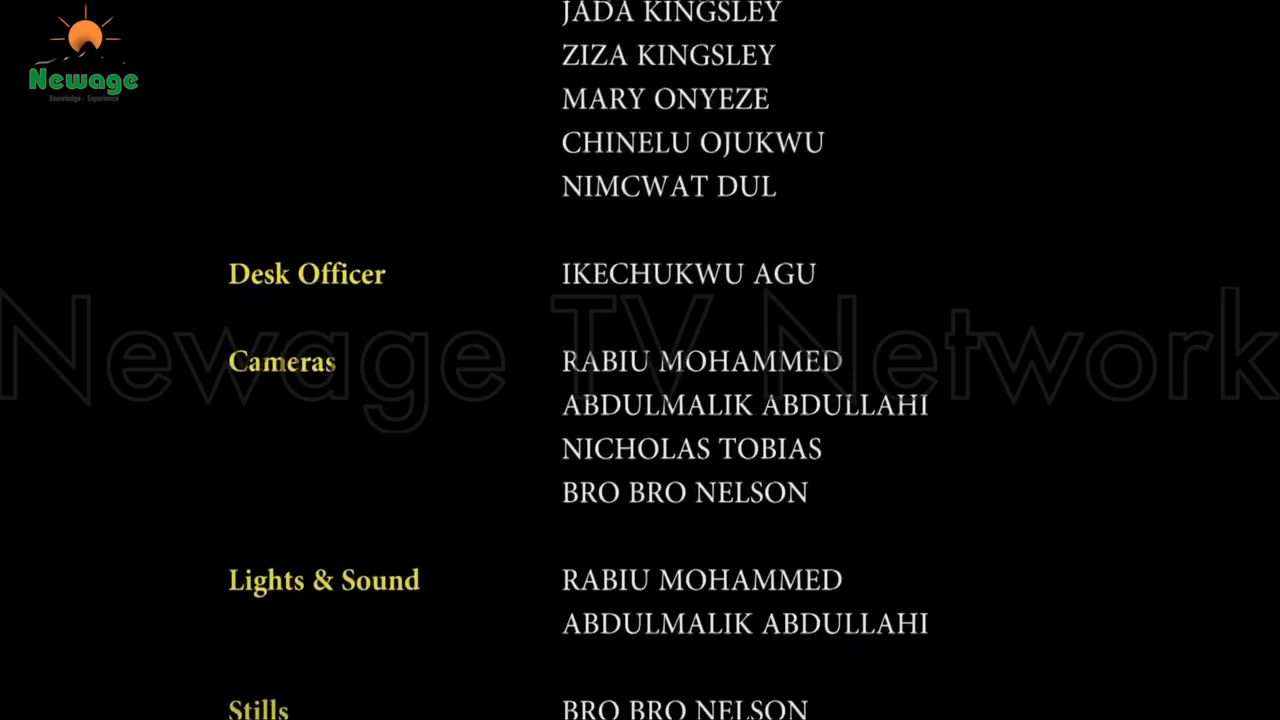 JADA KINGSLEY
ZIZA KINGSLEY
MARY ONYEZE
CHINELU OJUKWU
NIMCWAT DUL
Newage
Knowledge : Experience
Desk Officer IKECHUKWU AGU
Newage TV Network
Cameras RABIU MOHAMMED
ABDULMALIK ABDULLAHI
NICHOLAS TOBIAS
BRO BRO NELSON
Lights & Sound RABIU MOHAMMED
ABDULMALIK ABDULLAHI
Stills BRO BRO NELSON